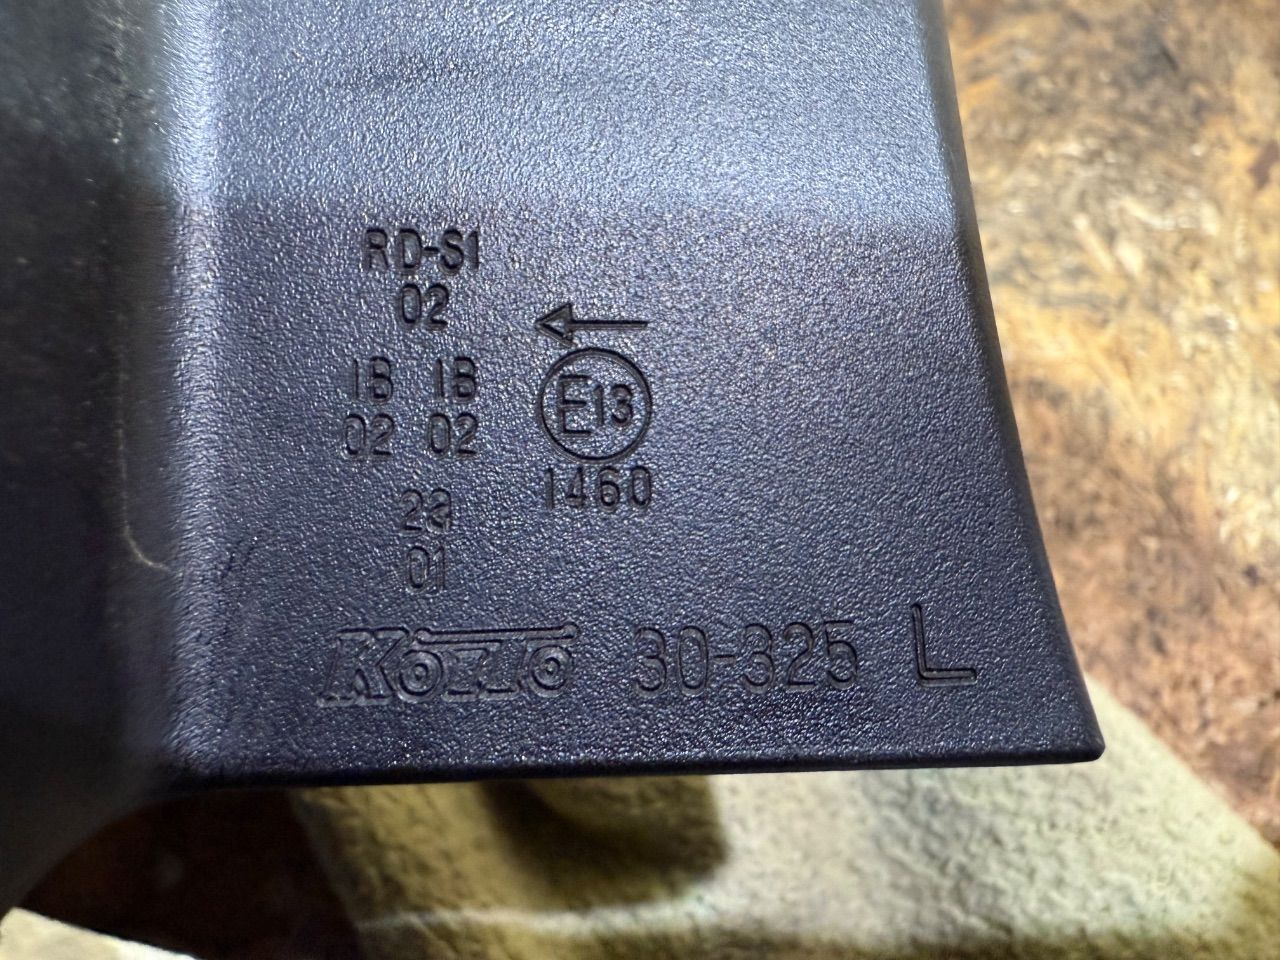 RD-S1
02
←
IB IB
02 02
E13
1460
2a
01
Koito 30-325 L